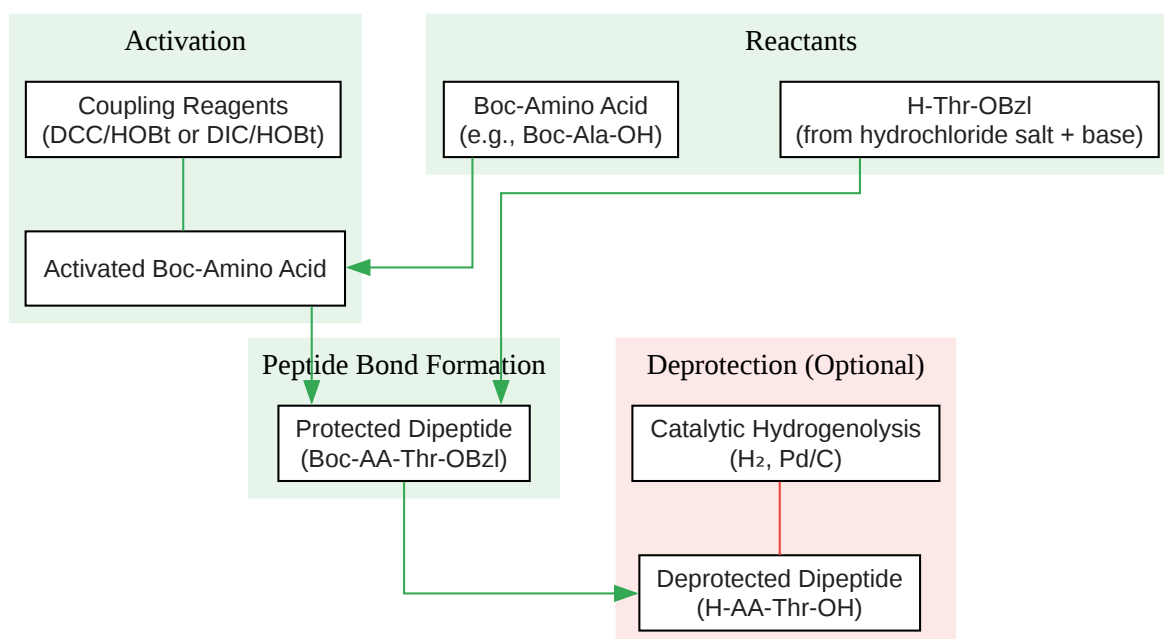 Activation
Coupling Reagents
(DCC/HOBt or DIC/HOBt)
Activated Boc-Amino Acid
Reactants
Boc-Amino Acid
(e.g., Boc-Ala-OH)
H-Thr-OBzl
(from hydrochloride salt + base)
Peptide Bond Formation
Protected Dipeptide
(Boc-AA-Thr-OBzl)
Deprotection (Optional)
Catalytic Hydrogenolysis
(H₂, Pd/C)
Deprotected Dipeptide
(H-AA-Thr-OH)